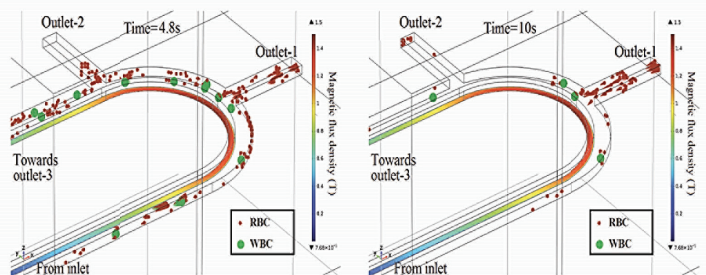 Outlet-2
Time=4.8s
Outlet-1
Towards
outlet-3
From inlet
RBC
WBC
▲ 1.5
1.4
1.2
1
0.8
0.6
0.4
0.2
Magnetic flux density (T)
Outlet-2
Time=10s
Outlet-1
Towards
outlet-3
From inlet
RBC
WBC
▲ 1.5
1.4
1.2
1
0.8
0.6
0.4
0.2
Magnetic flux density (T)